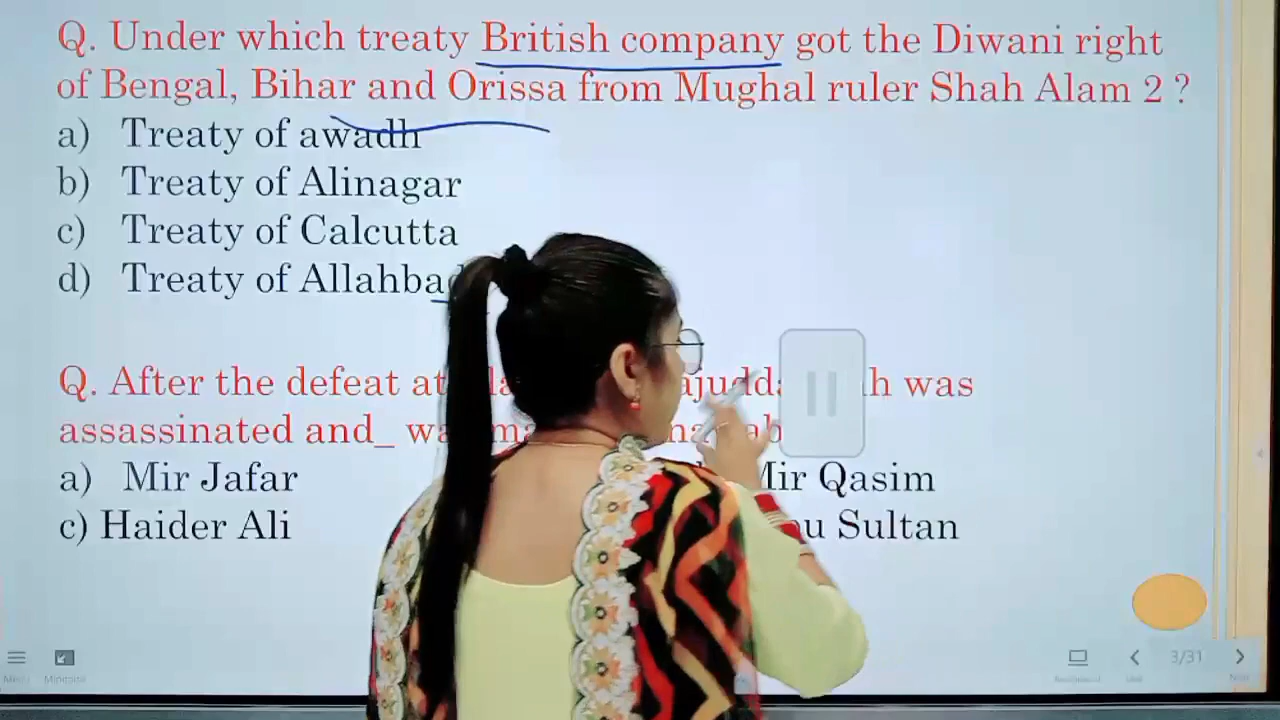 Q. Under which treaty British company got the Diwani right
of Bengal, Bihar and Orissa from Mughal ruler Shah Alam 2 ?
a) Treaty of awadh
b) Treaty of Alinagar
c) Treaty of Calcutta
d) Treaty of
Q. After the defeat at was
assassinated and_
a) Mir Jafar Mir Qasim
c) Haider Ali Sultan
3/31